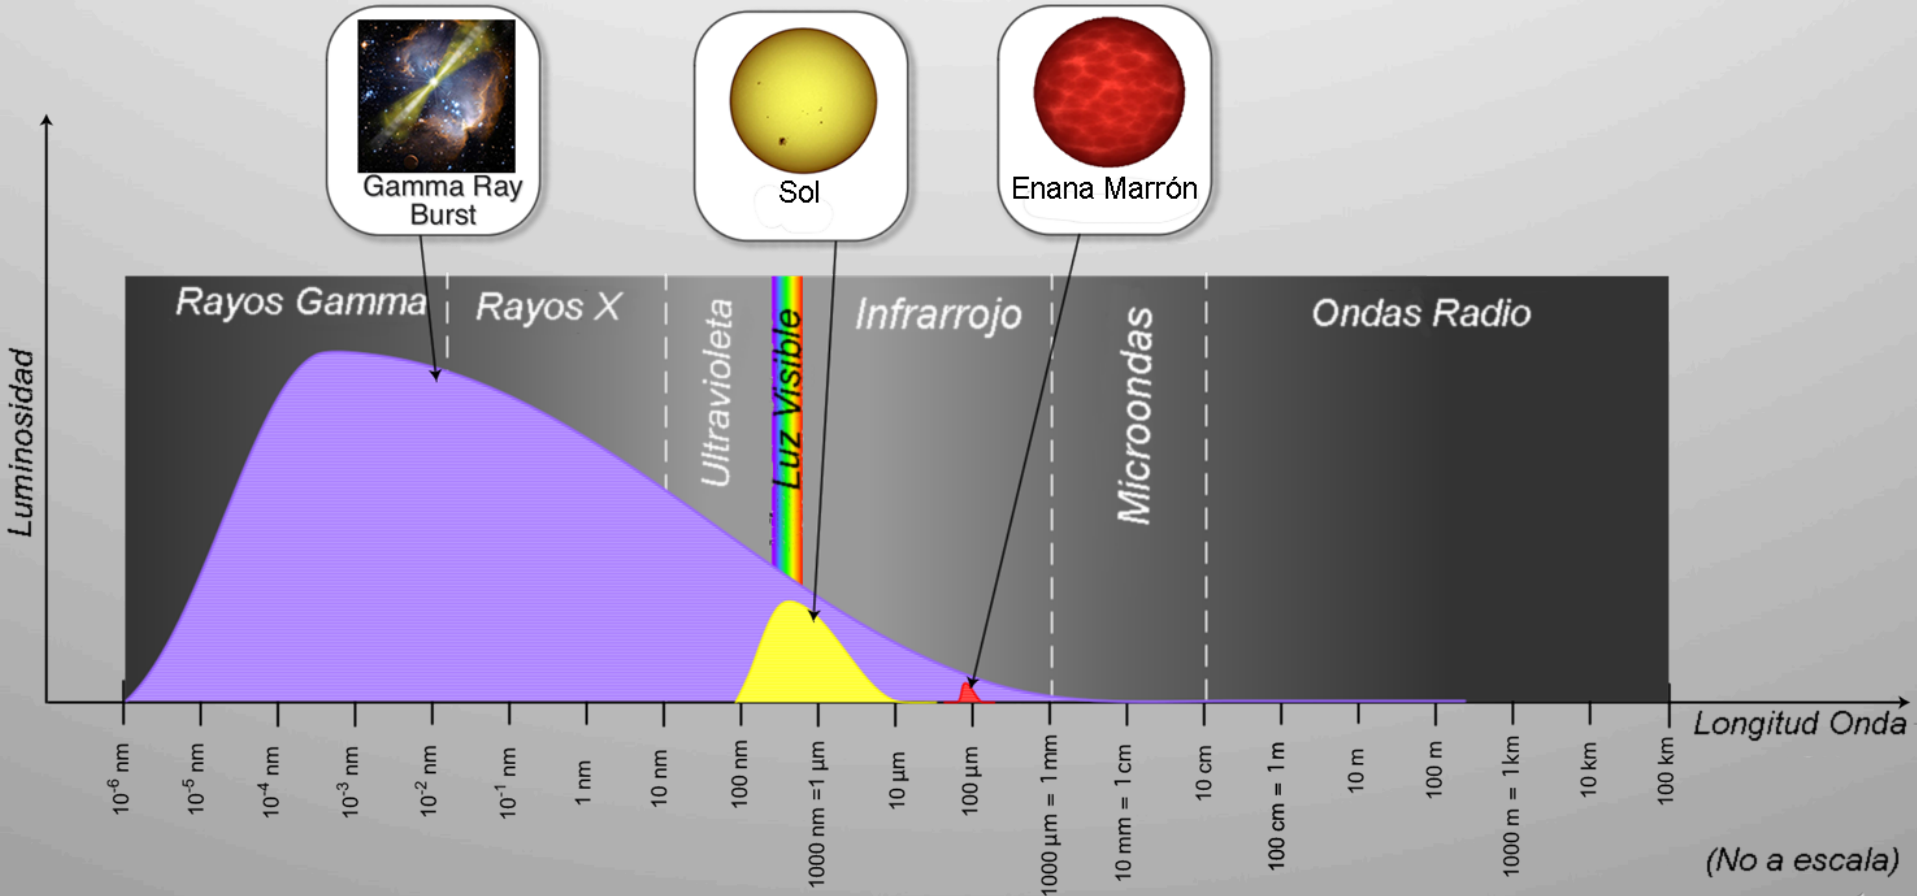 Gamma Ray
Burst
Sol
Enana Marrón
Rayos Gamma
Rayos X
Ultravioleta
Luz Visible
Infrarrojo
Microondas
Ondas Radio
Luminosidad
Longitud Onda
10⁻⁶ nm
10⁻⁵ nm
10⁻⁴ nm
10⁻³ nm
10⁻² nm
10⁻¹ nm
1 nm
10 nm
100 nm
1000 nm =1 µm
10 µm
100 µm
1000 µm = 1 mm
10 mm = 1 cm
10 cm
100 cm = 1 m
10 m
100 m
1000 m = 1km
10 km
100 km
(No a escala)